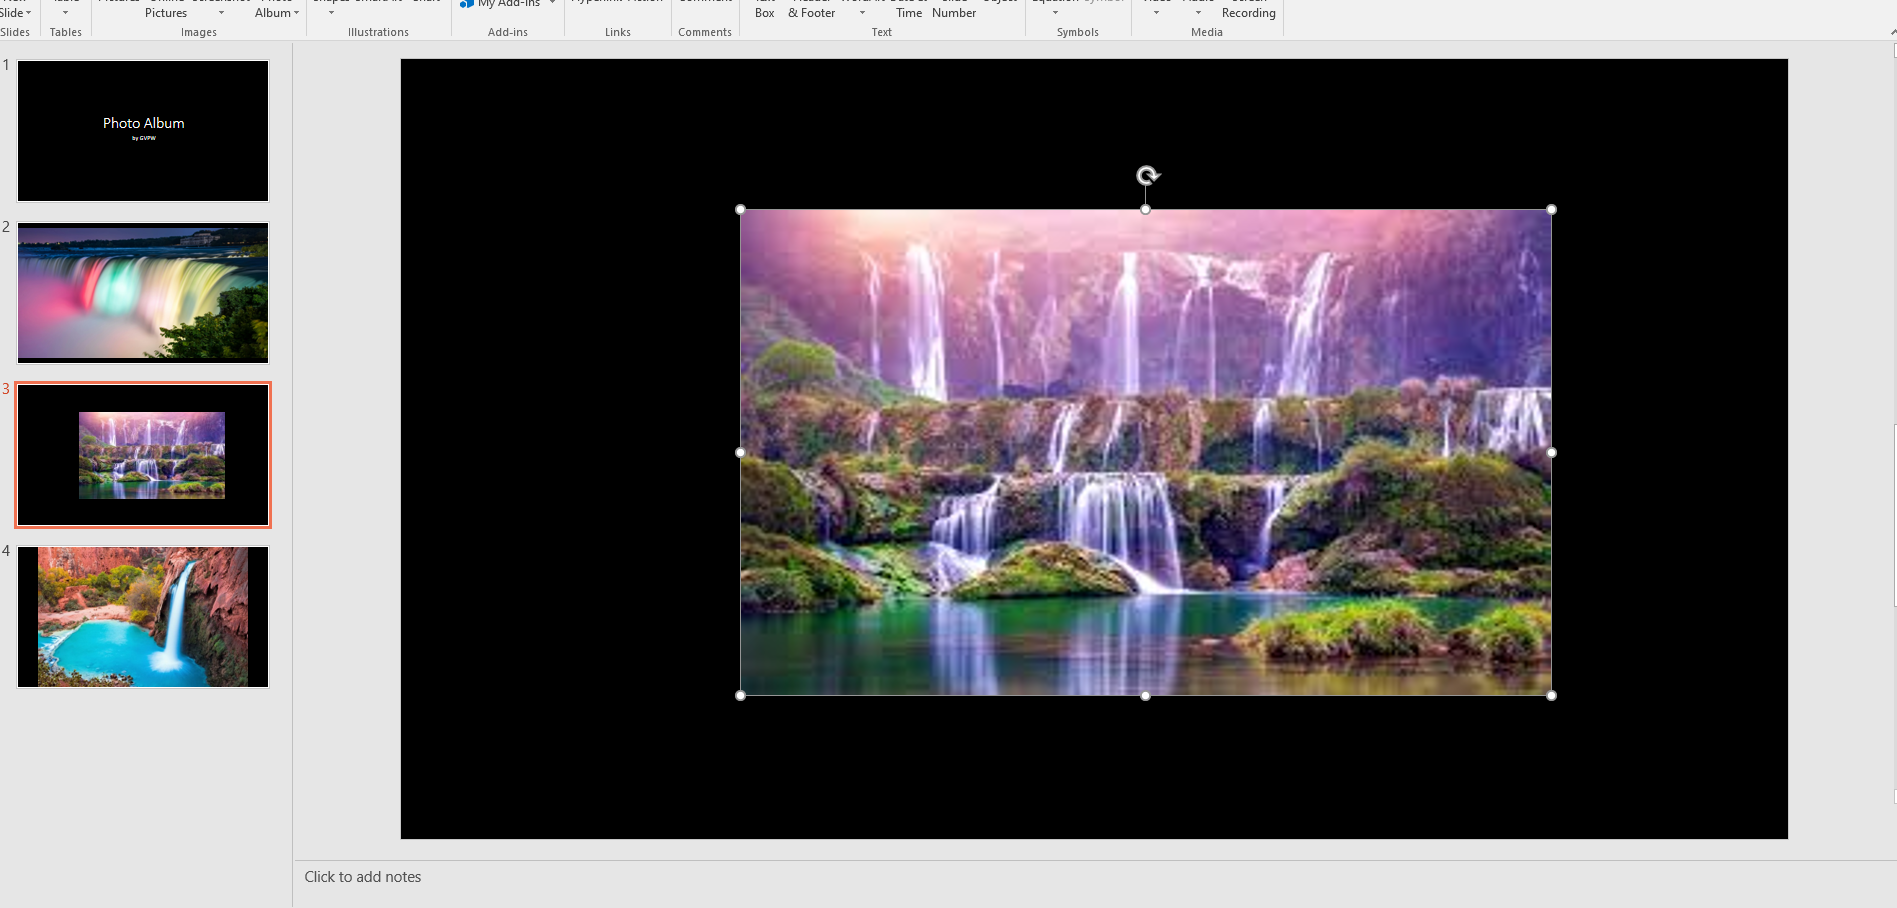 My Add-ins
Slide
Pictures
Album
Box
& Footer
Time
Number
Recording
Slides
Tables
Images
Illustrations
Add-ins
Links
Comments
Text
Symbols
Media
1
Photo Album
by GVPW
2
3
4
Click to add notes